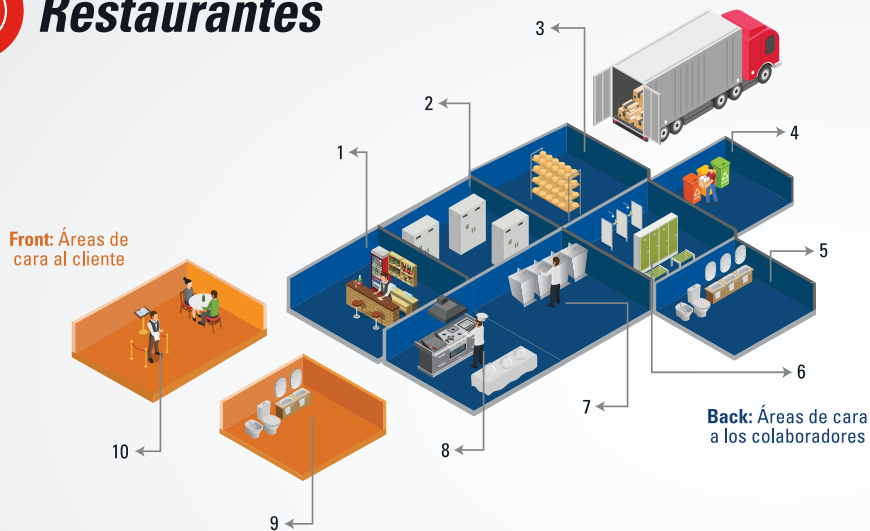 Restaurantes
3
2
4
1
Front: Áreas de
cara al cliente
5
6
7
Back: Áreas de cara
a los colaboradores
8
10
9